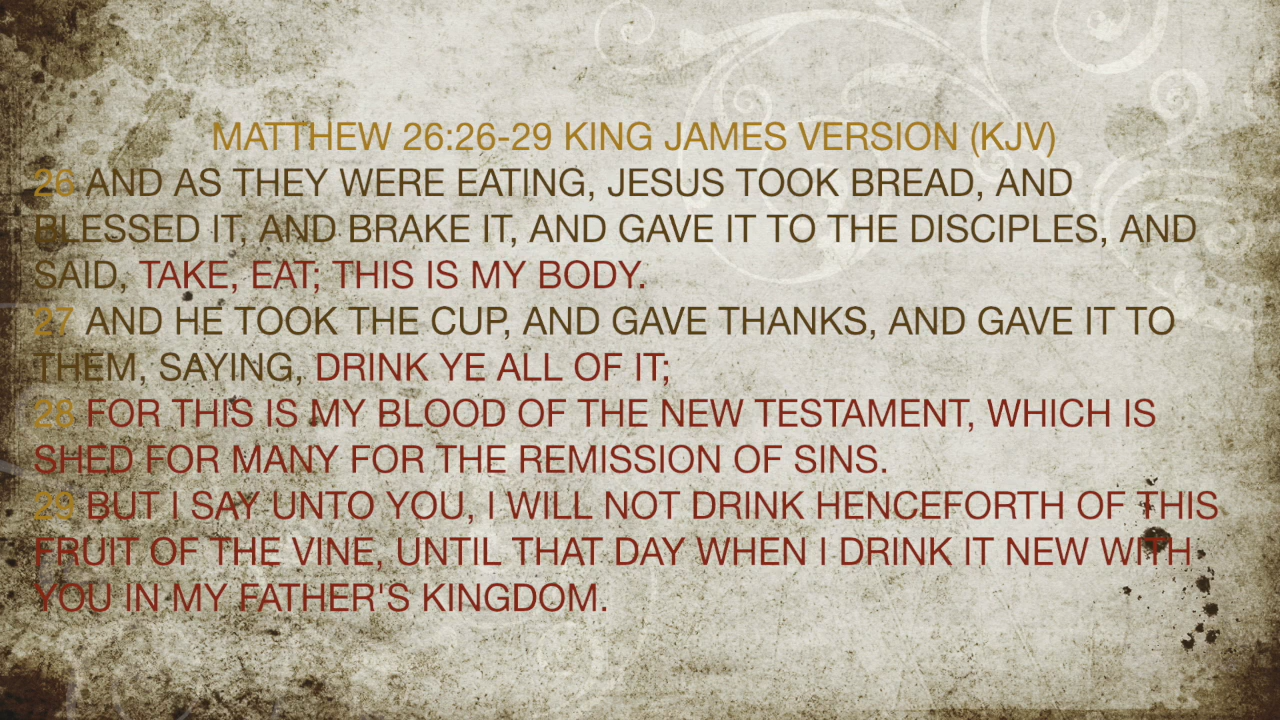 MATTHEW 26:26-29 KING JAMES VERSION (KJV)
26 AND AS THEY WERE EATING, JESUS TOOK BREAD, AND
BLESSED IT, AND BRAKE IT, AND GAVE IT TO THE DISCIPLES, AND
SAID, TAKE, EAT; THIS IS MY BODY.
27 AND HE TOOK THE CUP, AND GAVE THANKS, AND GAVE IT TO
THEM, SAYING, DRINK YE ALL OF IT;
28 FOR THIS IS MY BLOOD OF THE NEW TESTAMENT, WHICH IS
SHED FOR MANY FOR THE REMISSION OF SINS.
29 BUT I SAY UNTO YOU, I WILL NOT DRINK HENCEFORTH OF THIS
FRUIT OF THE VINE, UNTIL THAT DAY WHEN I DRINK IT NEW WITH
YOU IN MY FATHER'S KINGDOM.